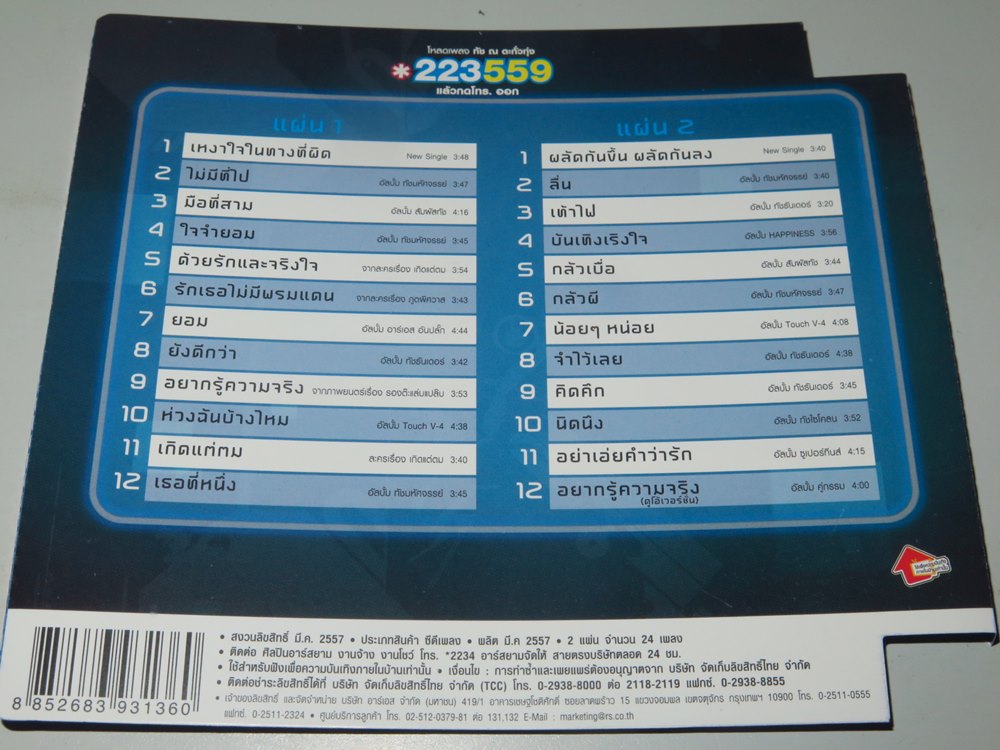 โหลดเพลง ทัช ณ ตะกั่วทุ่ง
*223559
แล้วกดโทร. ออก
แผ่น 1
1 เหงาใจในทางที่ผิด New Single 3:48
2 ไม่มีที่ไป อัลบั้ม ทัชมหัศจรรย์ 3:47
3 มือที่สาม อัลบั้ม สัมผัสทัช 4:16
4 ใจจำยอม อัลบั้ม ทัชมหัศจรรย์ 3:45
5 ด้วยรักและจริงใจ จากละครเรื่อง เกิดแต่ตม 3:54
6 รักเธอไม่มีพรมแดน จากละครเรื่อง ภูตพิศวาส 3:43
7 ยอม อัลบั้ม อาร์เอส อันปลั๊ก 4:44
8 ยังดีกว่า อัลบั้ม ทัชธันเดอร์ 3:42
9 อยากรู้ความจริง จากภาพยนตร์เรื่อง รองต๊ะแล่บแปล๊บ 3:53
10 ห่วงฉันบ้างไหม อัลบั้ม Touch V-4 4:38
11 เกิดแต่ตม ละครเรื่อง เกิดแต่ตม 3:40
12 เธอที่หนึ่ง อัลบั้ม ทัชมหัศจรรย์ 3:45
แผ่น 2
1 ผลัดกันขึ้น ผลัดกันลง New Single 3:40
2 ลื่น อัลบั้ม ทัชมหัศจรรย์ 3:40
3 เท้าไฟ อัลบั้ม ทัชธันเดอร์ 3:20
4 บันเทิงเริงใจ อัลบั้ม HAPPINESS 3:56
5 กลัวเบื่อ อัลบั้ม สัมผัสทัช 3:44
6 กลัวผี อัลบั้ม ทัชมหัศจรรย์ 3:47
7 น้อยๆ หน่อย อัลบั้ม Touch V-4 4:08
8 จำไว้เลย อัลบั้ม ทัชธันเดอร์ 4:38
9 คิดคึก อัลบั้ม ทัชธันเดอร์ 3:45
10 นิดนึง อัลบั้ม ทัชไซโคลน 3:52
11 อย่าเอ่ยคำว่ารัก อัลบั้ม ซูเปอร์ทีนส์ 4:15
12 อยากรู้ความจริง อัลบั้ม คู่กรรม 4:00
(ดูโอ้เวอร์ชั่น)
• สงวนลิขสิทธิ์ มี.ค. 2557 • ประเภทสินค้า ซีดีเพลง • ผลิต มี.ค 2557 • 2 แผ่น จำนวน 24 เพลง
• ติดต่อ ศิลปินอาร์สยาม งานจ้าง งานโชว์ โทร. *2234 อาร์สยามจัดให้ สายตรงบริษัทตลอด 24 ชม.
• ใช้สำหรับฟังเพื่อความบันเทิงภายในบ้านเท่านั้น • เงื่อนไข : การทำซ้ำและเผยแพร่ต้องอนุญาตจาก บริษัท จัดเก็บลิขสิทธิ์ไทย จำกัด
• ติดต่อชำระลิขสิทธิ์ได้ที่ บริษัท จัดเก็บลิขสิทธิ์ไทย จำกัด (TCC) โทร. 0-2938-8000 ต่อ 2118-2119 แฟกซ์. 0-2938-8855
• เจ้าของลิขสิทธิ์ และจัดจำหน่าย บริษัท อาร์เอส จำกัด (มหาชน) 419/1 อาคารเชษฐโชติศักดิ์ ซอยลาดพร้าว 15 แขวงจอมพล เขตจตุจักร กรุงเทพฯ 10900 โทร. 0-2511-0555
แฟกซ์. 0-2511-2324 • ศูนย์บริการลูกค้า โทร. 02-512-0379-81 ต่อ 131,132 E-Mail : marketing@rs.co.th
8 852683 931360